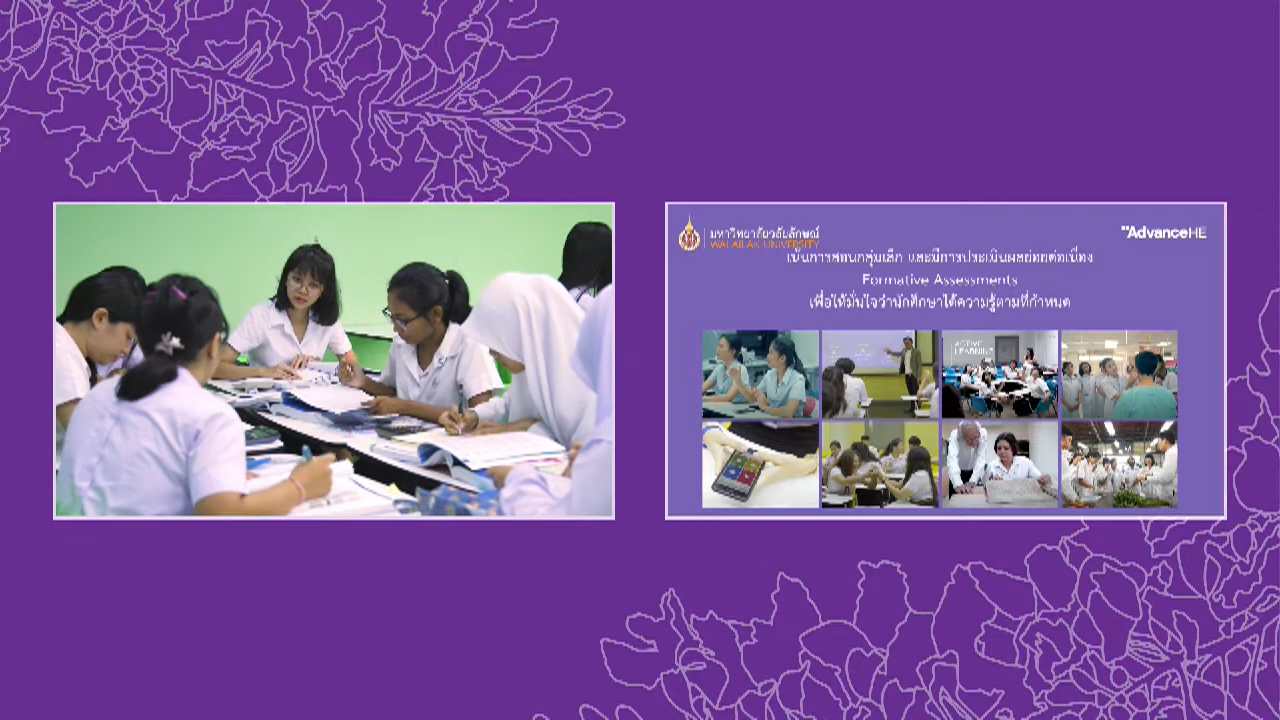 มหาวิทยาลัยวลัยลักษณ์
WALAILAK UNIVERSITY
AdvanceHE
เน้นการสอนกลุ่มเล็ก และมีการประเมินผลย่อยต่อเนื่อง
Formative Assessments
เพื่อให้มั่นใจว่านักศึกษาได้ความรู้ตามที่กำหนด
ACTIVE
LEARNING